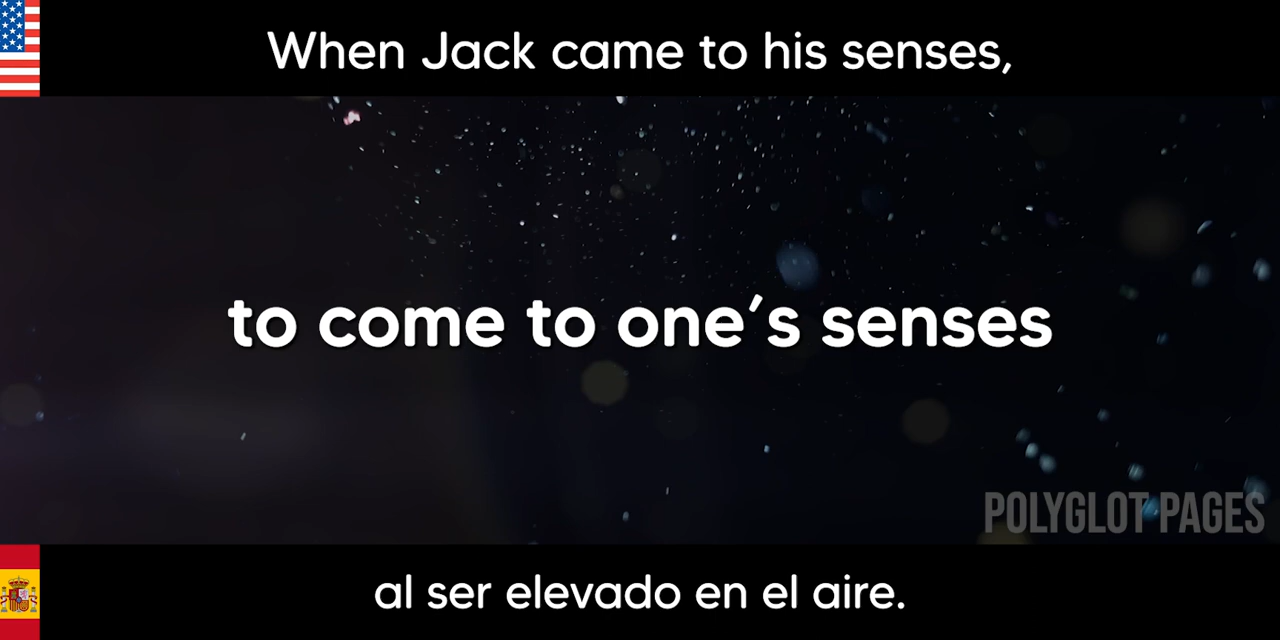 When Jack came to his senses,
to come to one's senses
POLYGLOT PAGES
al ser elevado en el aire.